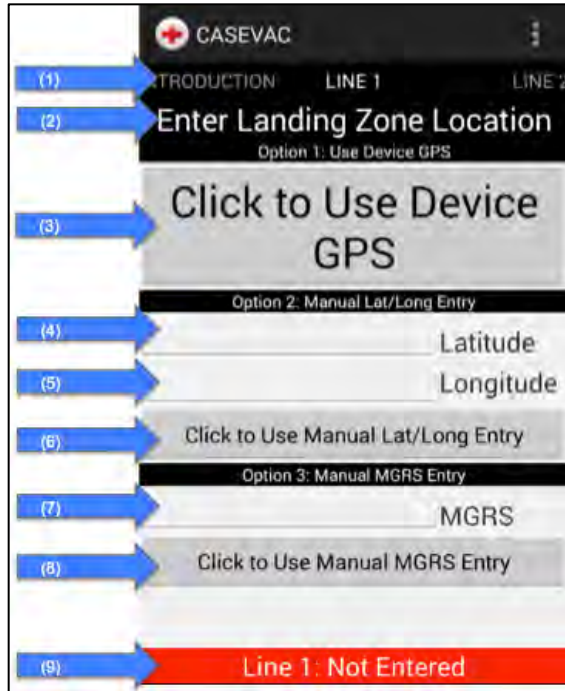 CASEVAC
(1) TRODUCTION LINE 1 LINE 2
(2) Enter Landing Zone Location
Option 1: Use Device GPS
(3) Click to Use Device
GPS
Option 2: Manual Lat/Long Entry
(4) Latitude
(5) Longitude
(6) Click to Use Manual Lat/Long Entry
Option 3: Manual MGRS Entry
(7) MGRS
(8) Click to Use Manual MGRS Entry
(9) Line 1: Not Entered